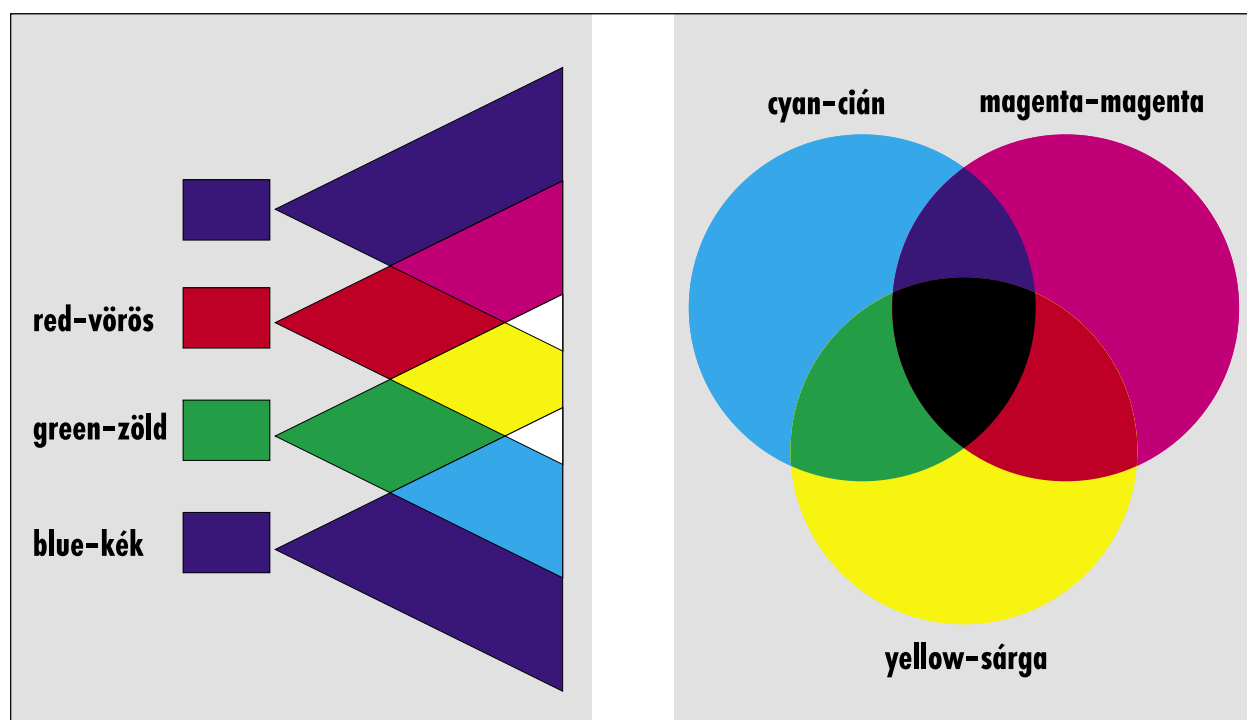 red–vörös
green–zöld
blue–kék
cyan–cián
magenta–magenta
yellow–sárga